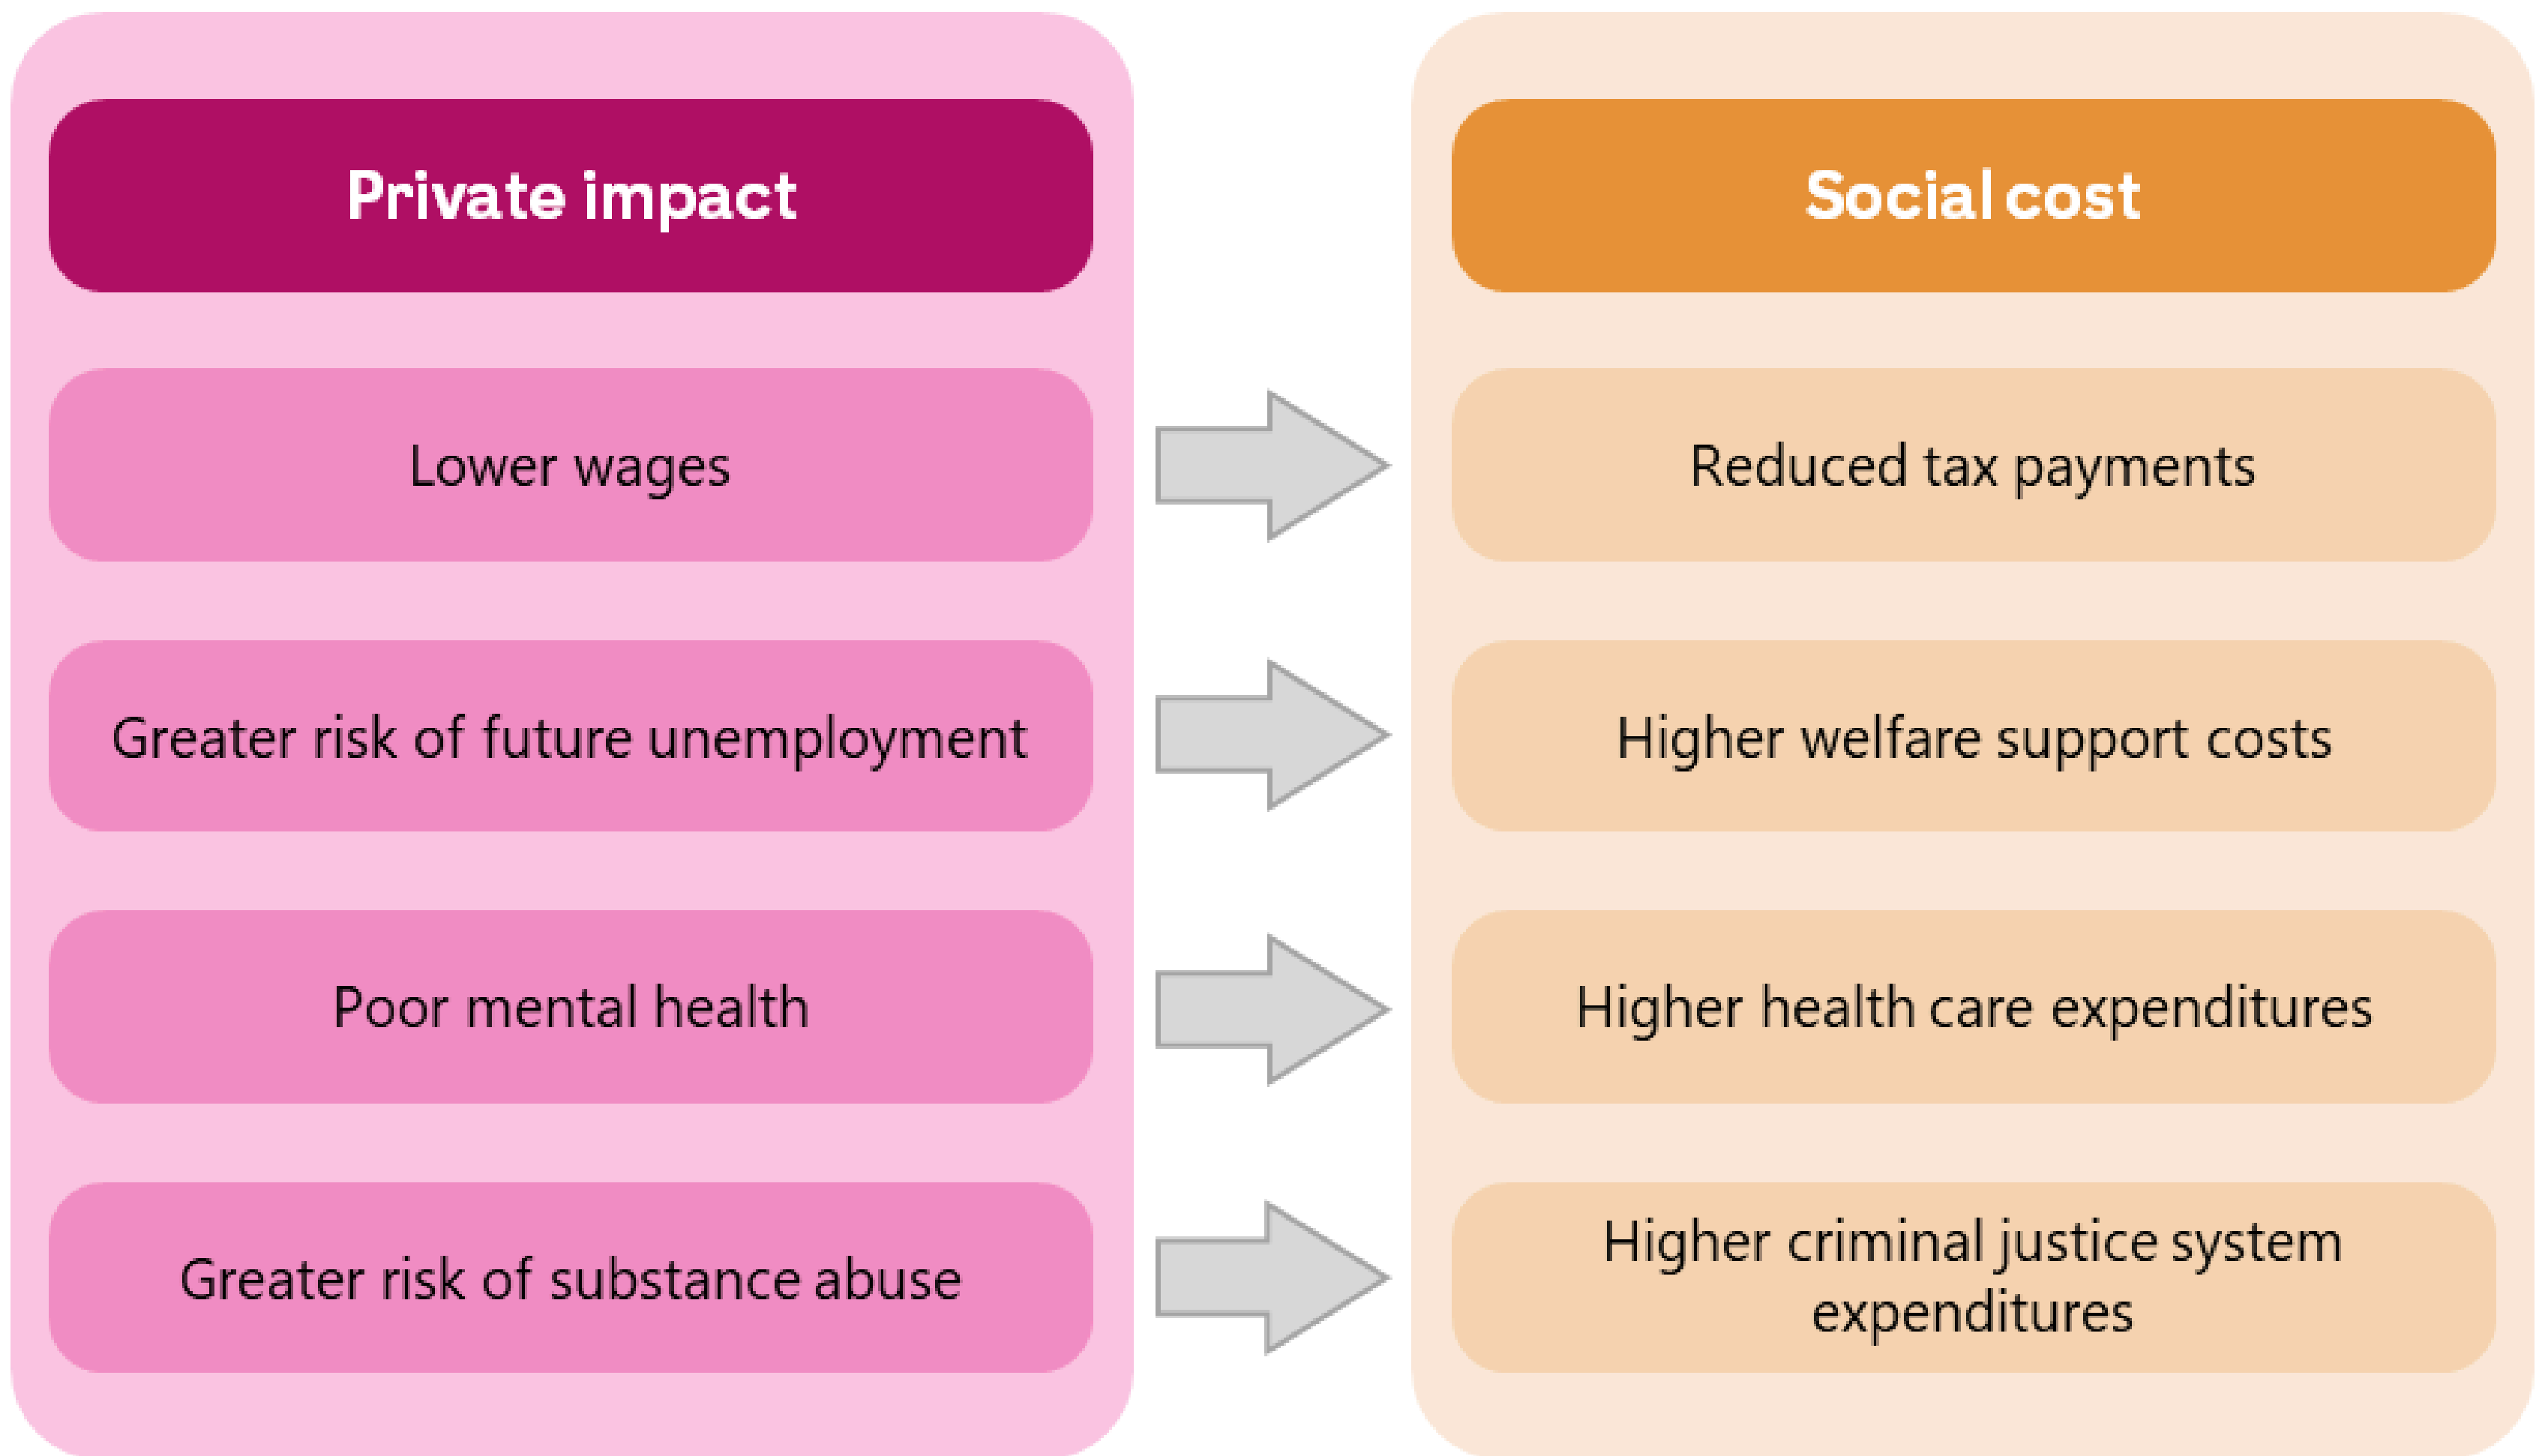 Private impact
Social cost
Lower wages
Reduced tax payments
Greater risk of future unemployment
Higher welfare support costs
Poor mental health
Higher health care expenditures
Greater risk of substance abuse
Higher criminal justice system
expenditures